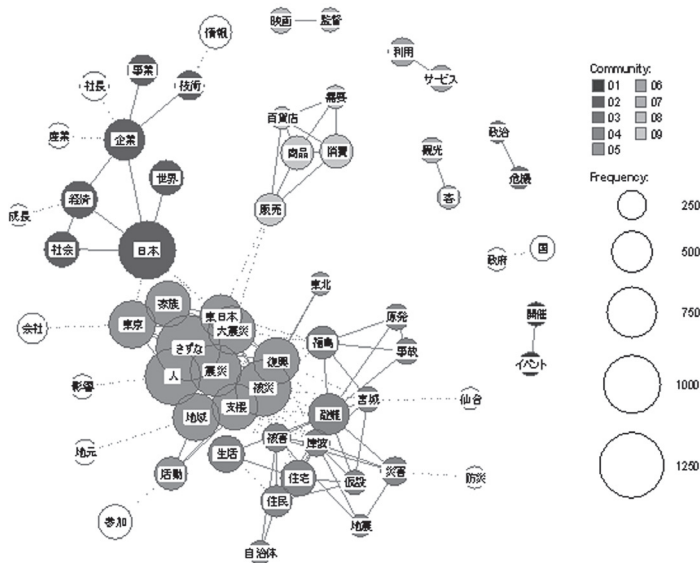 映画
監督
情報
利用
サービス
事業
社長
技術
需要
百貨店
産業
企業
商品
消費
観光
政治
世界
危機
経済
客
成長
販売
社会
日本
政府
国
東北
家族
東日本
大震災
原発
開催
会社
東京
きずな
福島
事故
イベント
復興
人
震災
影響
被災
宮城
仙台
支援
避難
地域
被害
津波
地元
生活
活動
住宅
仮設
災害
防災
住民
参加
地震
自治体
Community:
01 06
02 07
03 08
04 09
05
Frequency:
250
500
750
1000
1250